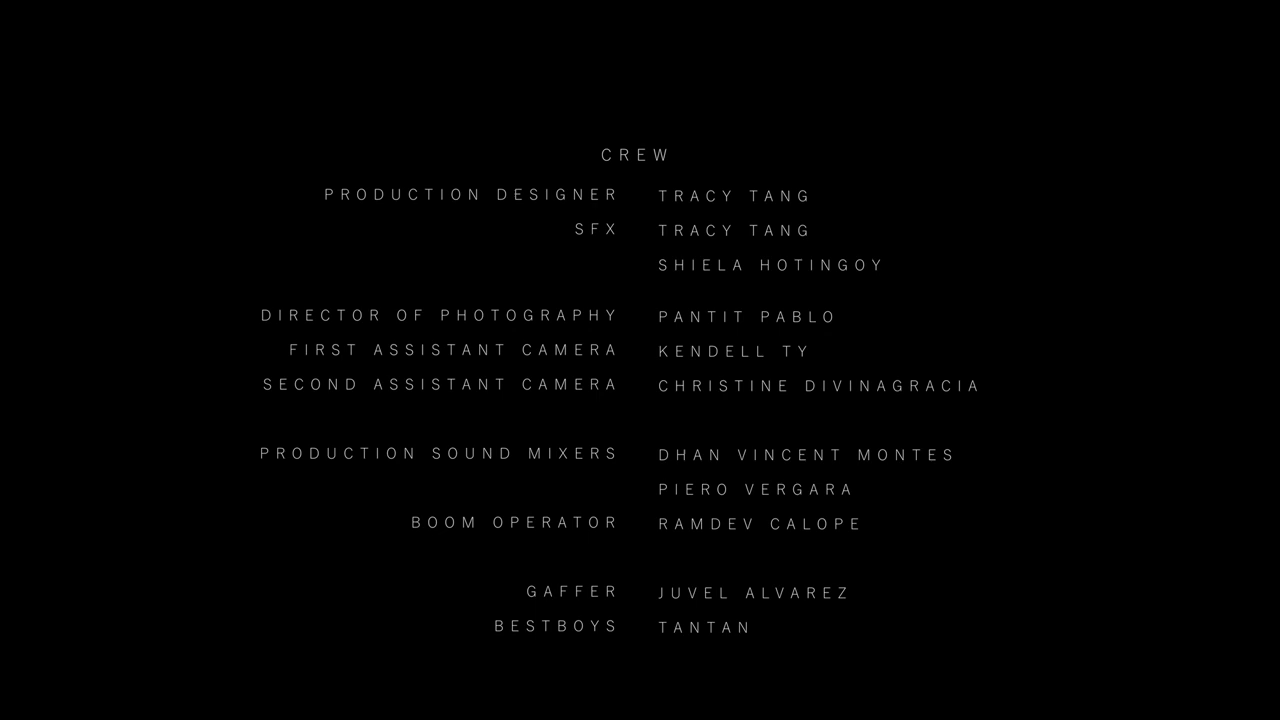 CREW
PRODUCTION DESIGNER TRACY TANG
SFX TRACY TANG
SHIELA HOTINGOY
DIRECTOR OF PHOTOGRAPHY PANTIT PABLO
FIRST ASSISTANT CAMERA KENDELL TY
SECOND ASSISTANT CAMERA CHRISTINE DIVINAGRACIA
PRODUCTION SOUND MIXERS DHAN VINCENT MONTES
PIERO VERGARA
BOOM OPERATOR RAMDEV CALOPE
GAFFER JUVEL ALVAREZ
BESTBOYS TANTAN